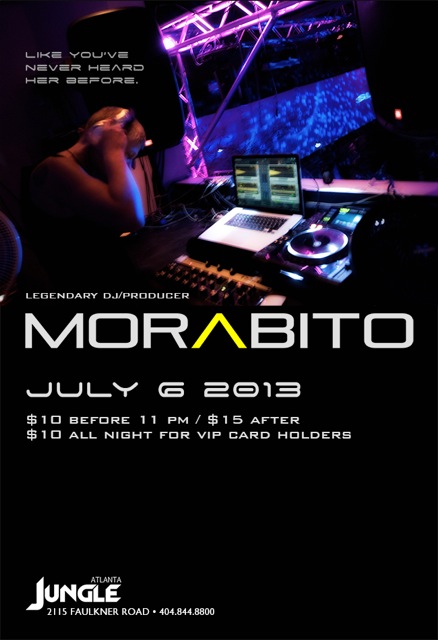 LIKE YOU'VE
NEVER HEARD
HER BEFORE.
LEGENDARY DJ/PRODUCER
MORABITO
JULY 6 2013
$10 BEFORE 11 PM / $15 AFTER
$10 ALL NIGHT FOR VIP CARD HOLDERS
ATLANTA
JUNGLE
2115 FAULKNER ROAD • 404.844.8800